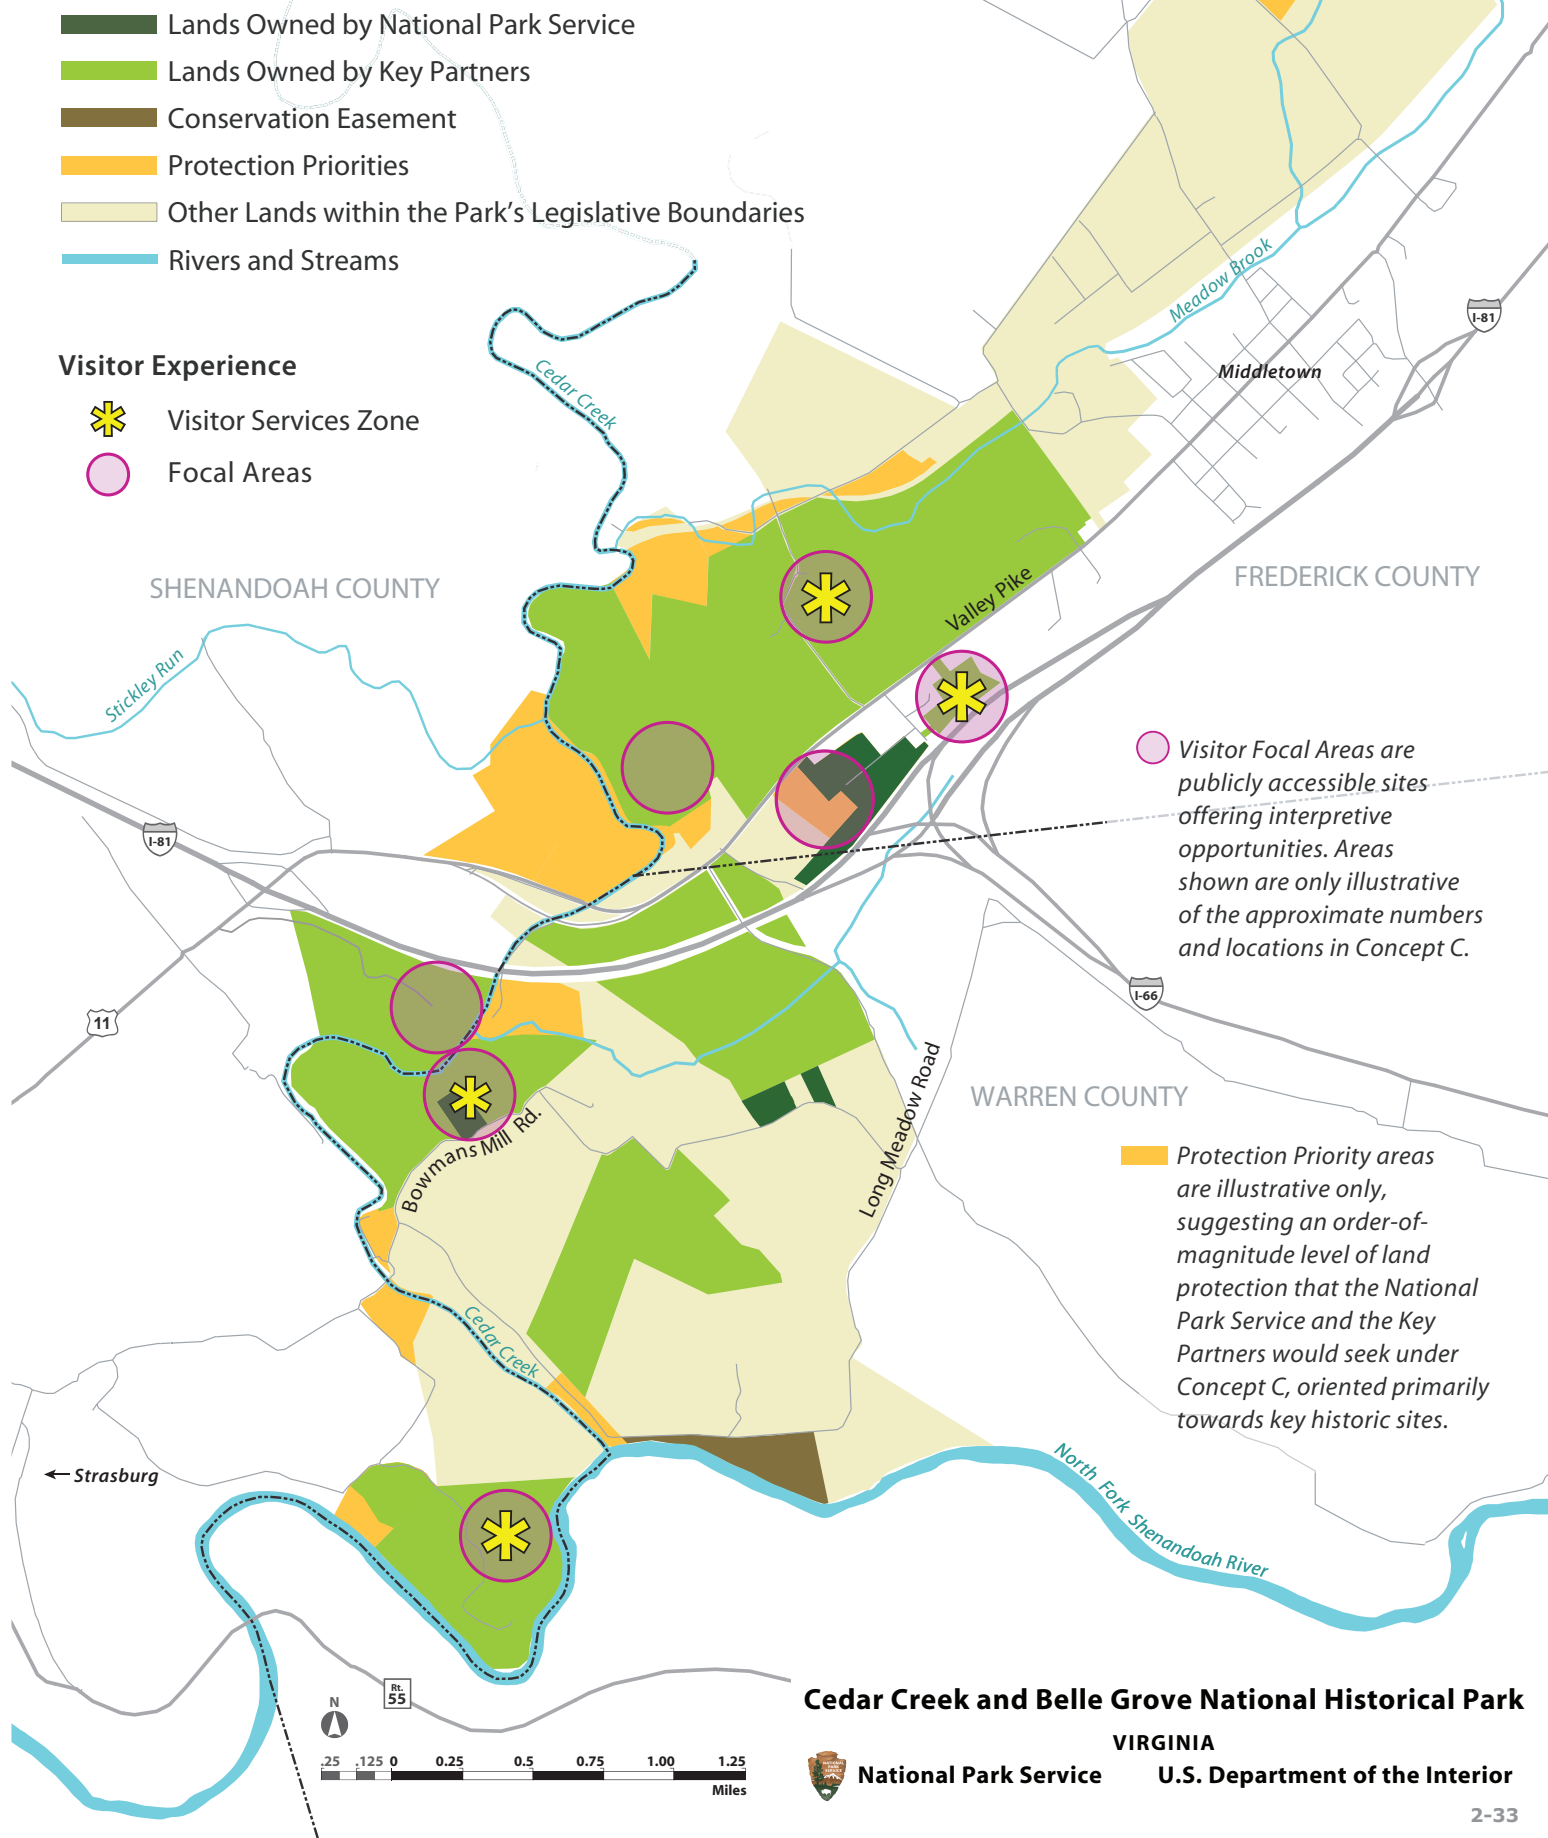 Lands Owned by National Park Service
Lands Owned by Key Partners
Conservation Easement
Protection Priorities
Other Lands within the Park's Legislative Boundaries
Rivers and Streams
Visitor Experience
Visitor Services Zone
Focal Areas
Cedar Creek
Meadow Brook
I-81
Middletown
SHENANDOAH COUNTY
FREDERICK COUNTY
Valley Pike
Stickley Run
I-81
Visitor Focal Areas are
publicly accessible sites
offering interpretive
opportunities. Areas
shown are only illustrative
of the approximate numbers
and locations in Concept C.
I-66
11
WARREN COUNTY
Long Meadow Road
Bowmans Mill Rd.
Protection Priority areas
are illustrative only,
suggesting an order-of-
magnitude level of land
protection that the National
Park Service and the Key
Partners would seek under
Concept C, oriented primarily
towards key historic sites.
Cedar Creek
Strasburg
North Fork Shenandoah River
Rt.
55
N
.25 .125 0 0.25 0.5 0.75 1.00 1.25
Miles
Cedar Creek and Belle Grove National Historical Park
VIRGINIA
NATIONAL
PARK
SERVICE
National Park Service U.S. Department of the Interior
2-33